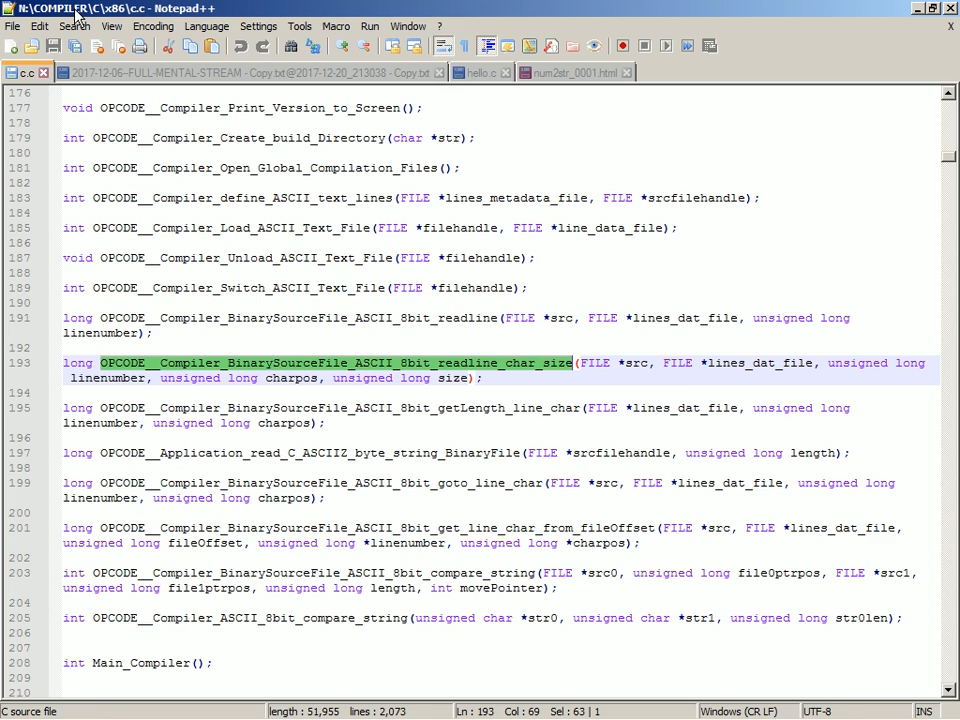 N:\COMPILER\C\x86\c.c - Notepad++
File Edit Search View Encoding Language Settings Tools Macro Run Window ? X
c.c 2017-12-06--FULL-MENTAL-STREAM - Copy.txt@2017-12-20_213038 - Copy.txt hello.c num2str_0001.html
176
177 void OPCODE__Compiler_Print_Version_to_Screen();
178
179 int OPCODE__Compiler_Create_build_Directory(char *str);
180
181 int OPCODE__Compiler_Open_Global_Compilation_Files();
182
183 int OPCODE__Compiler_define_ASCII_text_lines(FILE *lines_metadata_file, FILE *srcfilehandle);
184
185 int OPCODE__Compiler_Load_ASCII_Text_File(FILE *filehandle, FILE *line_data_file);
186
187 void OPCODE__Compiler_Unload_ASCII_Text_File(FILE *filehandle);
188
189 int OPCODE__Compiler_Switch_ASCII_Text_File(FILE *filehandle);
190
191 long OPCODE__Compiler_BinarySourceFile_ASCII_8bit_readline(FILE *src, FILE *lines_dat_file, unsigned long
linenumber);
192
193 long OPCODE__Compiler_BinarySourceFile_ASCII_8bit_readline_char_size(FILE *src, FILE *lines_dat_file, unsigned long
linenumber, unsigned long charpos, unsigned long size);
194
195 long OPCODE__Compiler_BinarySourceFile_ASCII_8bit_getLength_line_char(FILE *lines_dat_file, unsigned long
linenumber, unsigned long charpos);
196
197 long OPCODE__Application_read_C_ASCIIZ_byte_string_BinaryFile(FILE *srcfilehandle, unsigned long length);
198
199 long OPCODE__Compiler_BinarySourceFile_ASCII_8bit_goto_line_char(FILE *src, FILE *lines_dat_file, unsigned long
linenumber, unsigned long charpos);
200
201 long OPCODE__Compiler_BinarySourceFile_ASCII_8bit_get_line_char_from_fileOffset(FILE *src, FILE *lines_dat_file,
unsigned long fileOffset, unsigned long *linenumber, unsigned long *charpos);
202
203 int OPCODE__Compiler_BinarySourceFile_ASCII_8bit_compare_string(FILE *src0, unsigned long file0ptrpos, FILE *src1,
unsigned long file1ptrpos, unsigned long length, int movePointer);
204
205 int OPCODE__Compiler_ASCII_8bit_compare_string(unsigned char *str0, unsigned char *str1, unsigned long str0len);
206
207
208 int Main_Compiler();
209
210
C source file length : 51,955 lines : 2,073 Ln : 193 Col : 69 Sel : 63 | 1 Windows (CR LF) UTF-8 INS